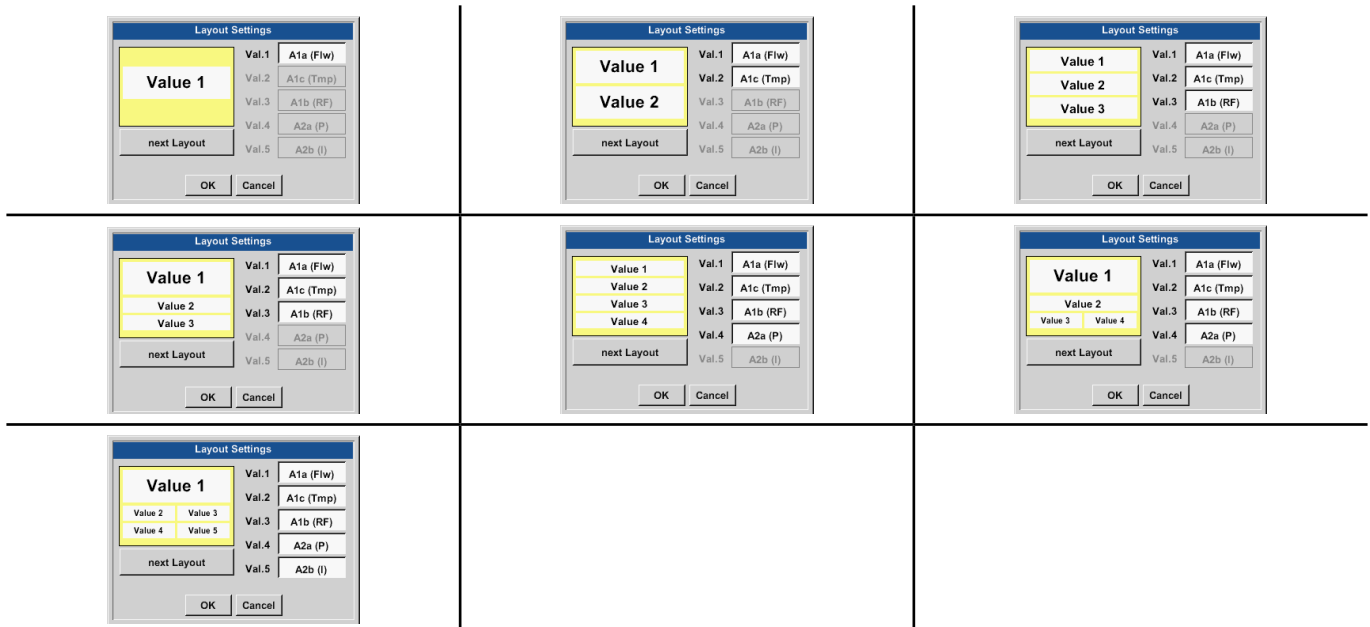 Layout Settings
Value 1
next Layout
Val.1 A1a (Flw)
Val.2 A1c (Tmp)
Val.3 A1b (RF)
Val.4 A2a (P)
Val.5 A2b (I)
OK Cancel
Layout Settings
Value 1
Value 2
next Layout
Val.1 A1a (Flw)
Val.2 A1c (Tmp)
Val.3 A1b (RF)
Val.4 A2a (P)
Val.5 A2b (I)
OK Cancel
Layout Settings
Value 1
Value 2
Value 3
next Layout
Val.1 A1a (Flw)
Val.2 A1c (Tmp)
Val.3 A1b (RF)
Val.4 A2a (P)
Val.5 A2b (I)
OK Cancel
Layout Settings
Value 1
Value 2
Value 3
next Layout
Val.1 A1a (Flw)
Val.2 A1c (Tmp)
Val.3 A1b (RF)
Val.4 A2a (P)
Val.5 A2b (I)
OK Cancel
Layout Settings
Value 1
Value 2
Value 3
Value 4
next Layout
Val.1 A1a (Flw)
Val.2 A1c (Tmp)
Val.3 A1b (RF)
Val.4 A2a (P)
Val.5 A2b (I)
OK Cancel
Layout Settings
Value 1
Value 2
Value 3 Value 4
next Layout
Val.1 A1a (Flw)
Val.2 A1c (Tmp)
Val.3 A1b (RF)
Val.4 A2a (P)
Val.5 A2b (I)
OK Cancel
Layout Settings
Value 1
Value 2 Value 3
Value 4 Value 5
next Layout
Val.1 A1a (Flw)
Val.2 A1c (Tmp)
Val.3 A1b (RF)
Val.4 A2a (P)
Val.5 A2b (I)
OK Cancel